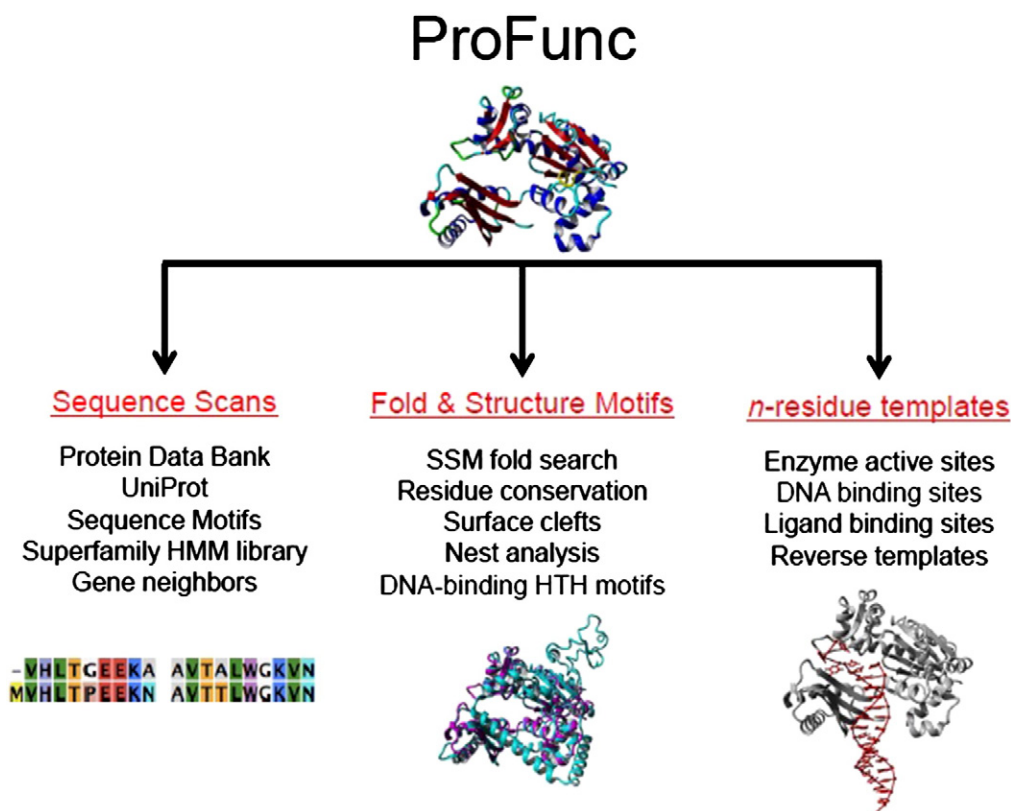 ProFunc
Sequence Scans
Protein Data Bank
UniProt
Sequence Motifs
Superfamily HMM library
Gene neighbors
-VHLTGEEKA AVTALWGKVN
MVHLTPEEKN AVTTLWGKVN
Fold & Structure Motifs
SSM fold search
Residue conservation
Surface clefts
Nest analysis
DNA-binding HTH motifs
n-residue templates
Enzyme active sites
DNA binding sites
Ligand binding sites
Reverse templates